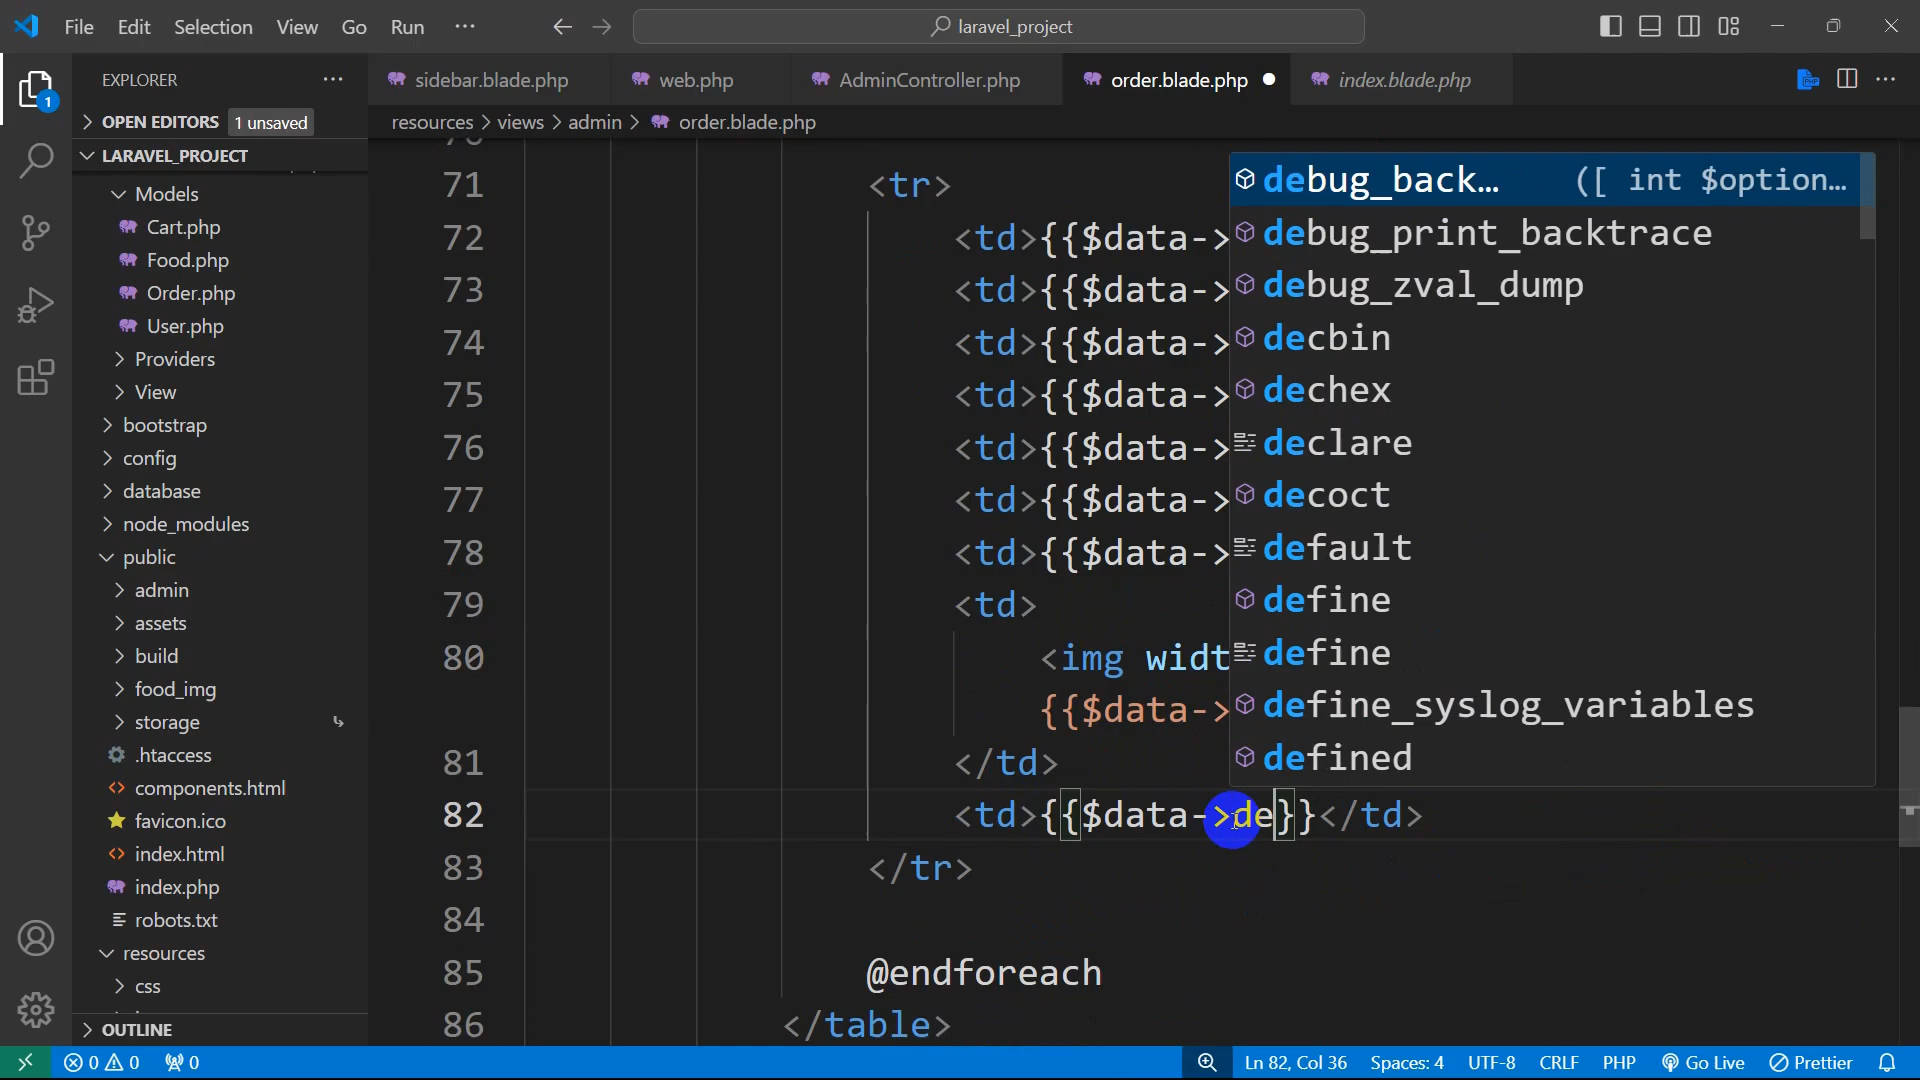 File Edit Selection View Go Run ··· laravel_project
EXPLORER ···
sidebar.blade.php web.php AdminController.php order.blade.php index.blade.php ···
OPEN EDITORS 1 unsaved
resources > views > admin > order.blade.php
LARAVEL_PROJECT
Models
Cart.php
Food.php
Order.php
User.php
Providers
View
bootstrap
config
database
node_modules
public
admin
assets
build
food_img
storage
.htaccess
components.html
favicon.ico
index.html
index.php
robots.txt
resources
css
OUTLINE
1
71 <tr>
72 <td>{{$data->
73 <td>{{$data->
74 <td>{{$data->
75 <td>{{$data->
76 <td>{{$data->
77 <td>{{$data->
78 <td>{{$data->
79 <td>
80 <img widt
{{$data->
81 </td>
82 <td>{{$data->de}}</td>
83 </tr>
84
85 @endforeach
86 </table>
debug_back… ([ int $option…
debug_print_backtrace
debug_zval_dump
decbin
dechex
declare
decoct
default
define
define
define_syslog_variables
defined
0 0 0 Ln 82, Col 36 Spaces: 4 UTF-8 CRLF PHP Go Live Prettier